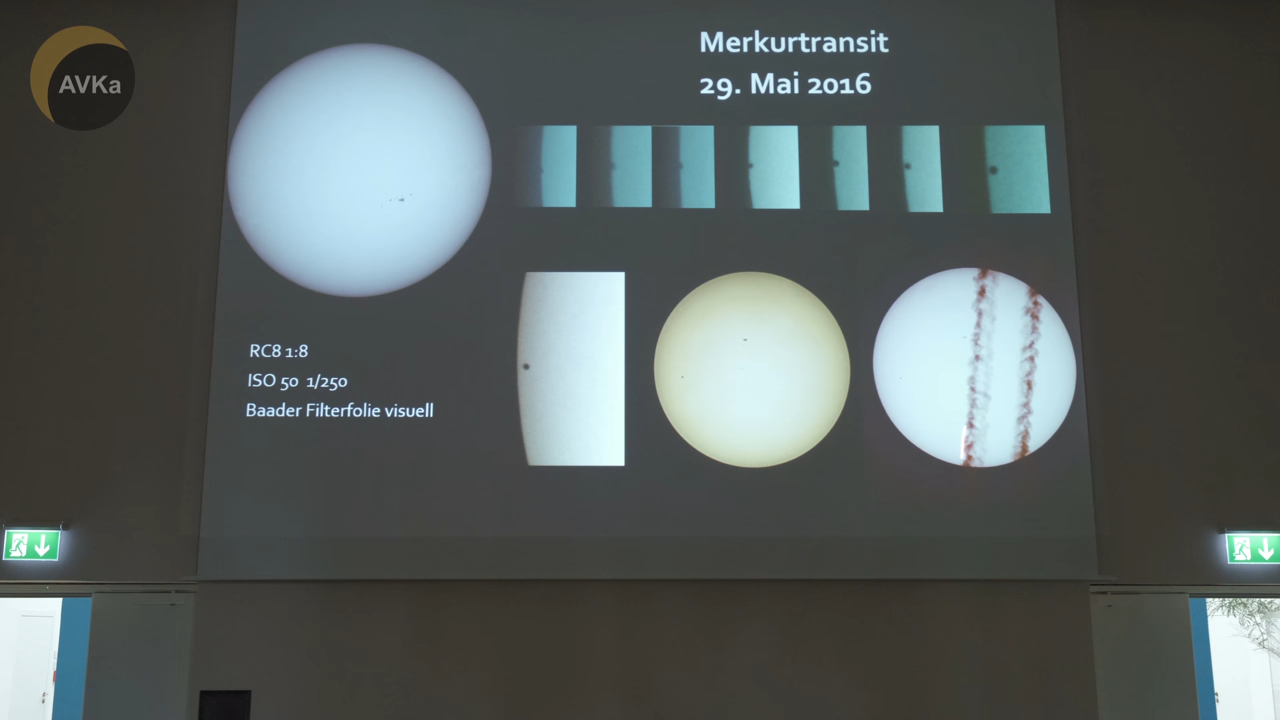 AVKa
Merkurtransit
29. Mai 2016
RC8 1:8
ISO 50 1/250
Baader Filterfolie visuell